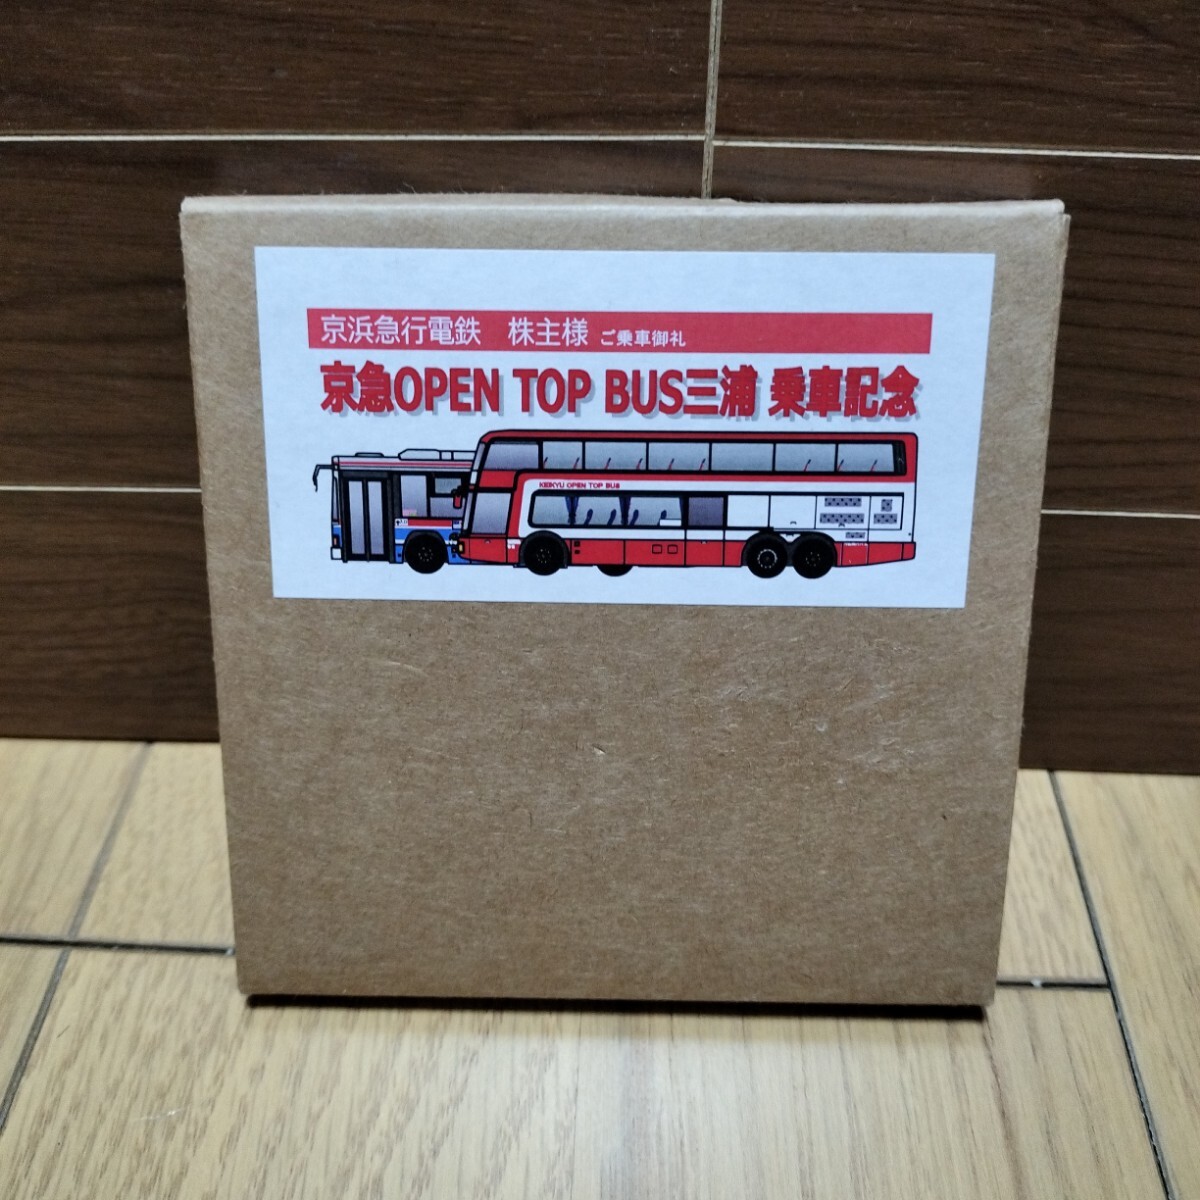 京浜急行電鉄　株主様 ご乗車御礼
京急OPEN TOP BUS三浦 乗車記念
KEIKYU OPEN TOP BUS